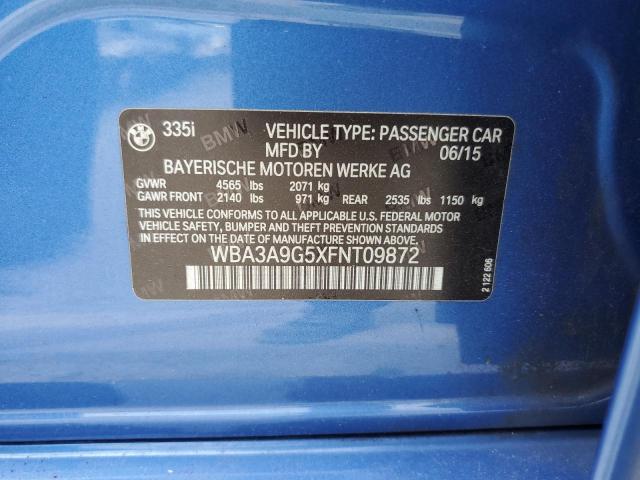 335i VEHICLE TYPE: PASSENGER CAR
MFD BY 06/15
BAYERISCHE MOTOREN WERKE AG
GVWR 4565 lbs 2071 kg
GAWR FRONT 2140 lbs 971 kg REAR 2535 lbs 1150 kg
THIS VEHICLE CONFORMS TO ALL APPLICABLE U.S. FEDERAL MOTOR
VEHICLE SAFETY, BUMPER AND THEFT PREVENTION STANDARDS
IN EFFECT ON THE DATE OF MANUFACTURE SHOWN ABOVE.
WBA3A9G5XFNT09872
2 122 606